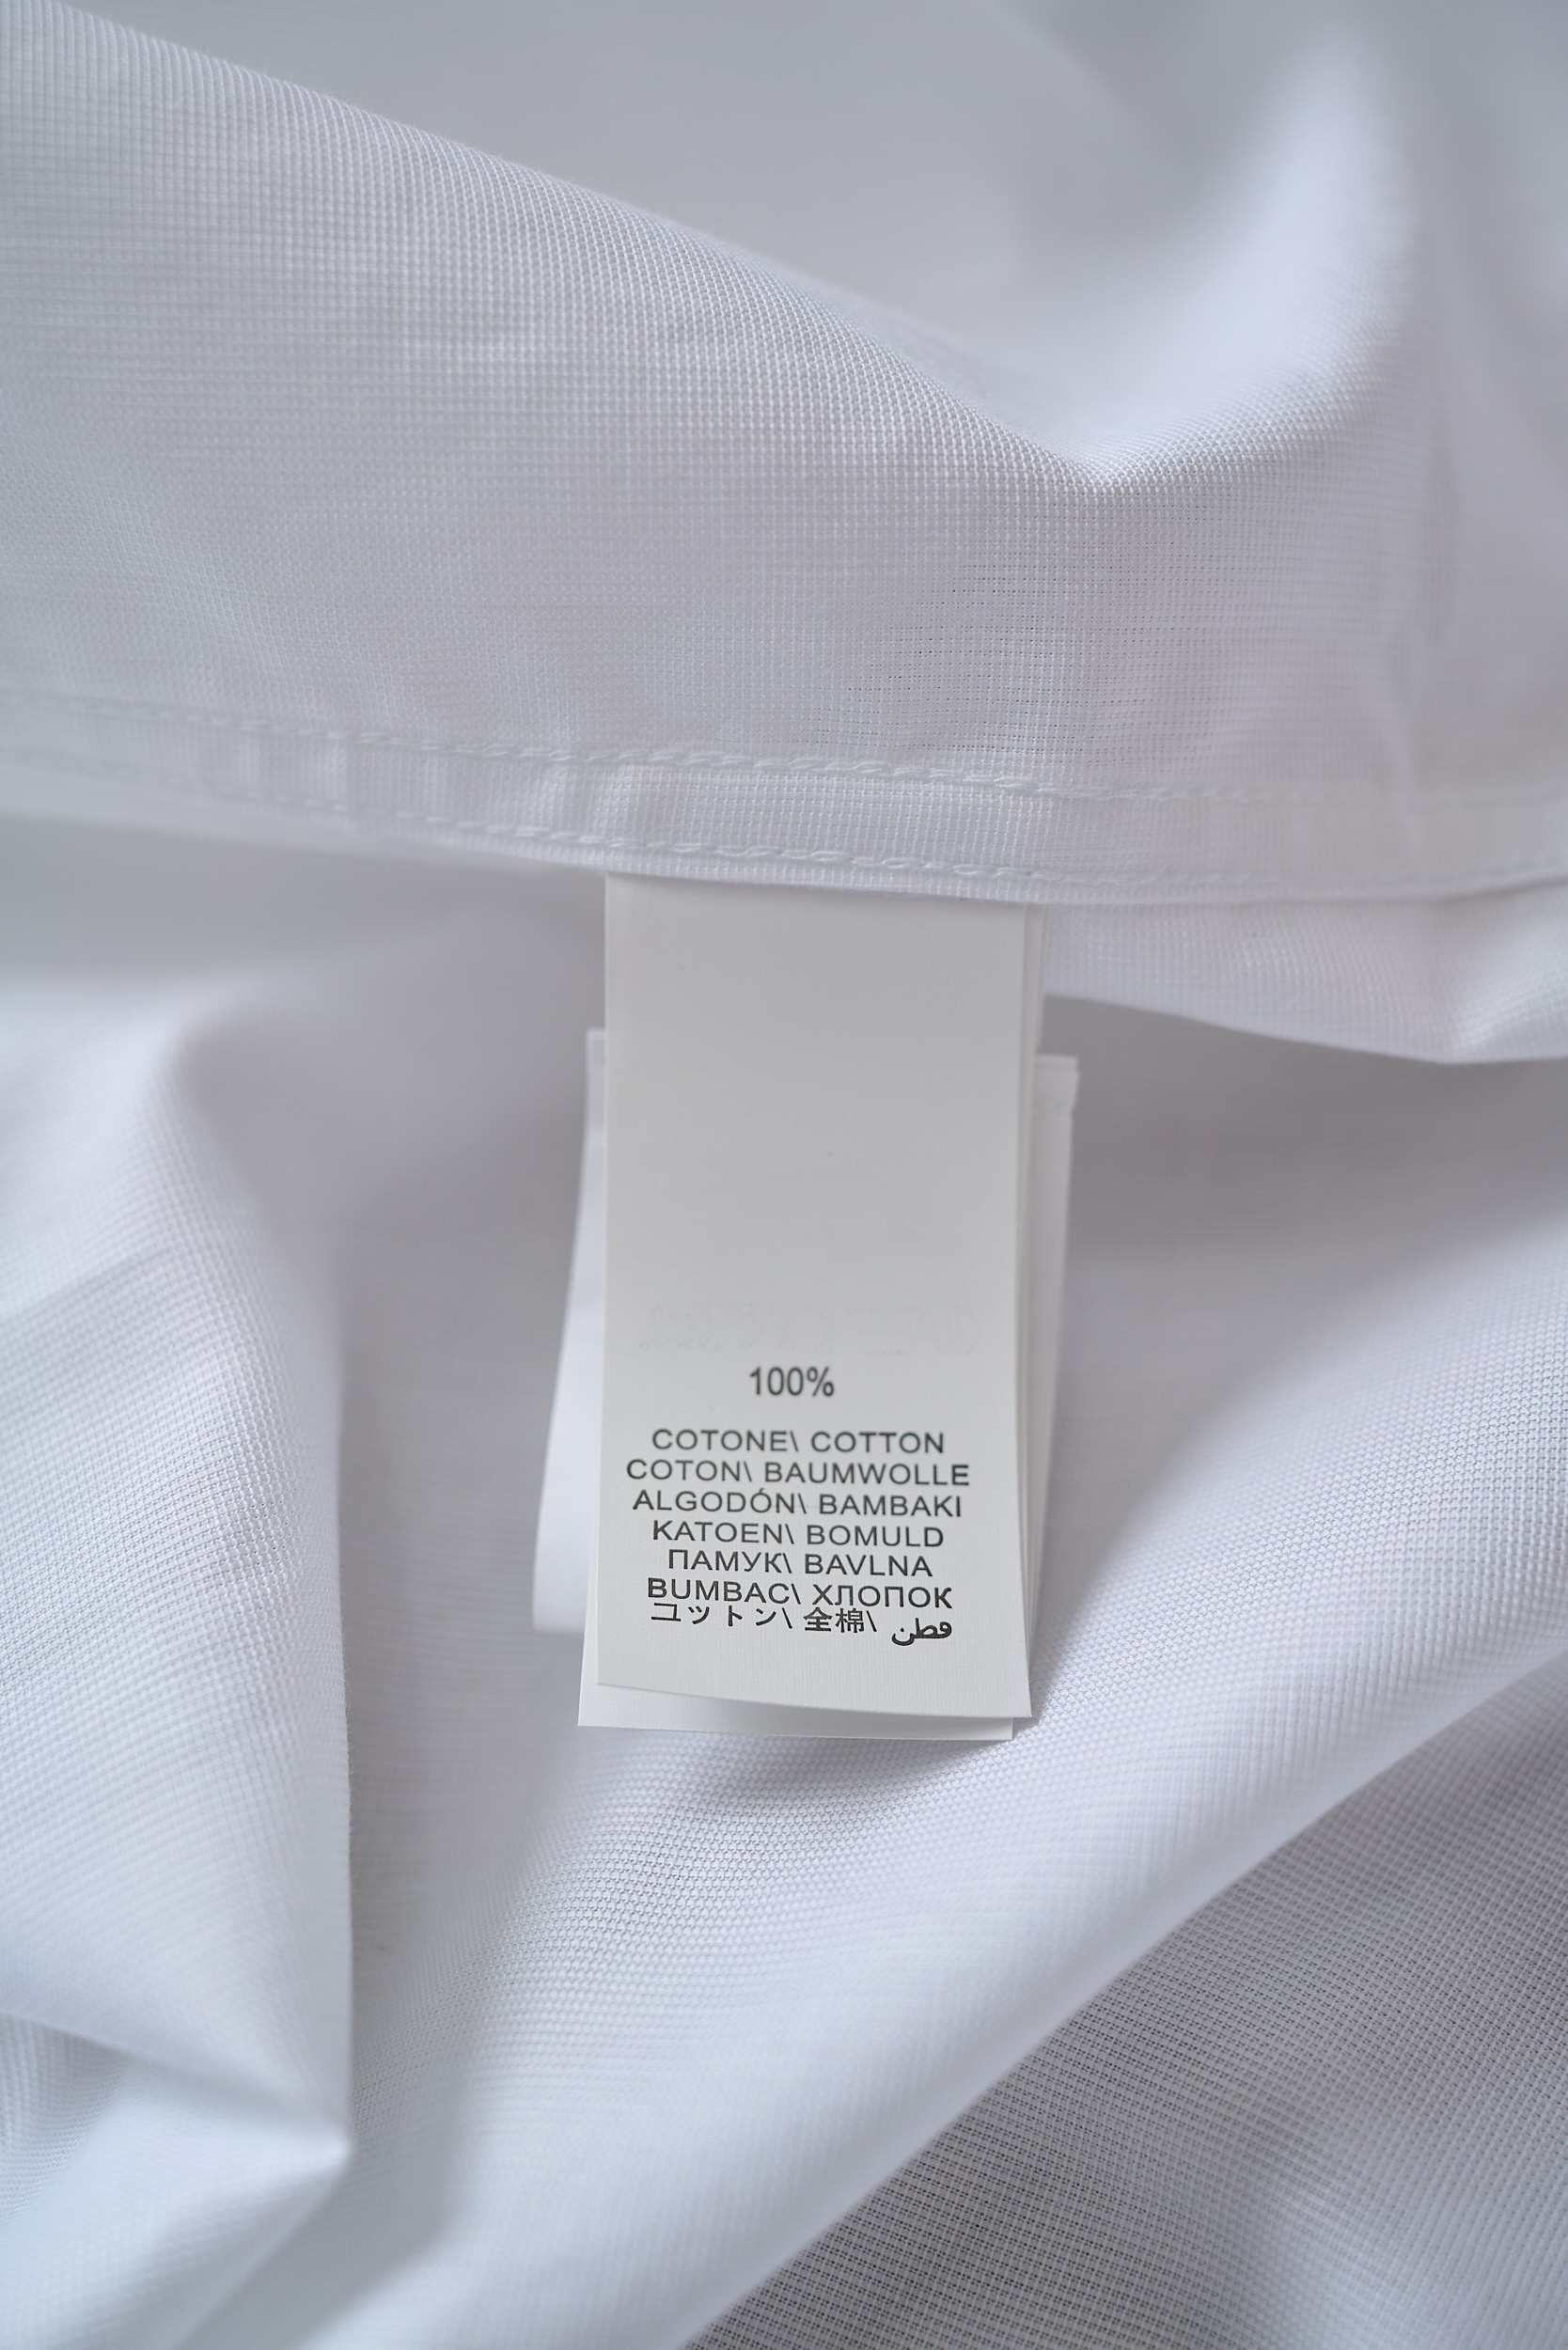 100%
COTONE\ COTTON
COTON\ BAUMWOLLE
ALGODÓN\ BAMBAKI
KATOEN\ BOMULD
ПАМУК\ BAVLNA
BUMBAC\ ХЛОПОК
コットン\ 全棉\ قطن